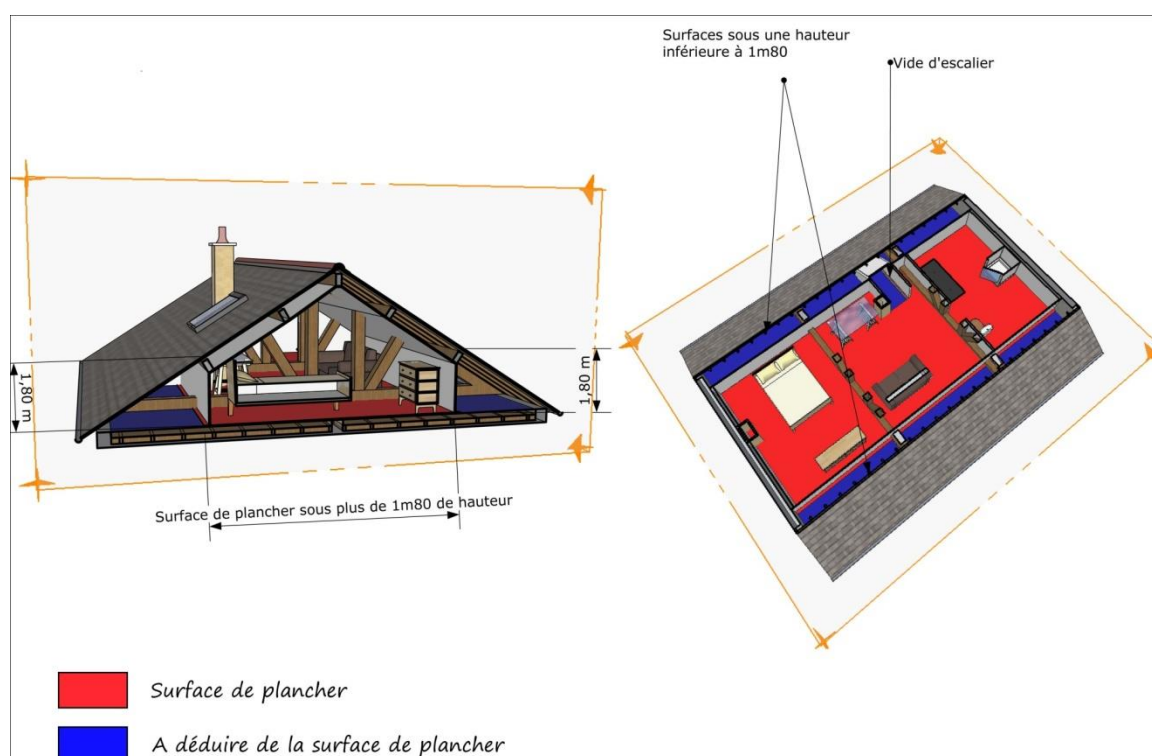 Surfaces sous une hauteur
inférieure à 1m80
Vide d'escalier
1,80 m
1,80 m
Surface de plancher sous plus de 1m80 de hauteur
Surface de plancher
A déduire de la surface de plancher